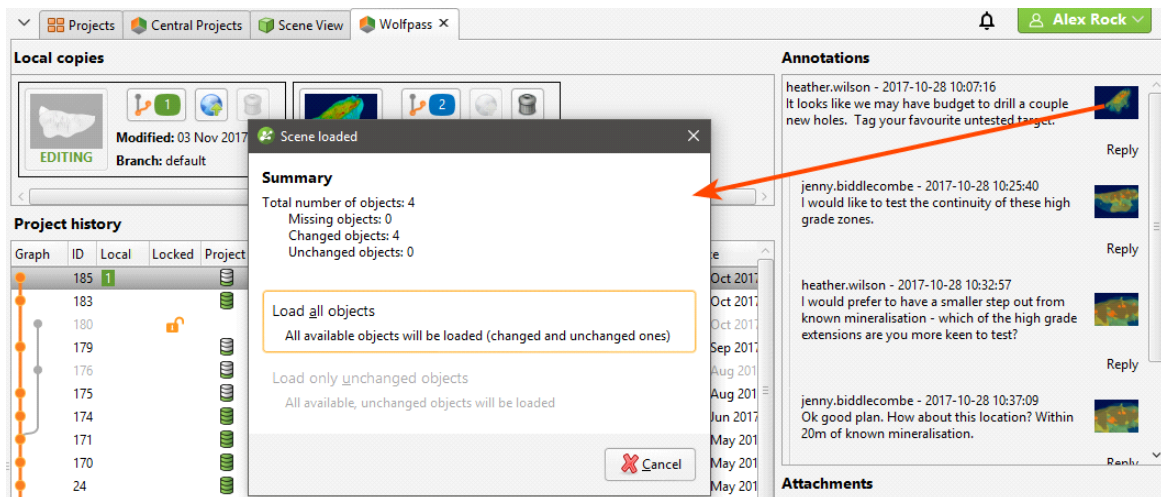 Projects
Central Projects
Scene View
Wolfpass
Alex Rock
Local copies
1
2
EDITING
Modified: 03 Nov 2017
Branch: default
Project history
Graph ID Local Locked Project
185 1 Oct 2017
183 Oct 2017
180 Oct 2017
179 Sep 2017
176 Aug 201
175 Aug 201
174 Jun 2017
171 May 201
170 May 201
24 May 201
Scene loaded
Summary
Total number of objects: 4
Missing objects: 0
Changed objects: 4
Unchanged objects: 0
Load all objects
All available objects will be loaded (changed and unchanged ones)
Load only unchanged objects
All available, unchanged objects will be loaded
Cancel
Annotations
heather.wilson - 2017-10-28 10:07:16
It looks like we may have budget to drill a couple
new holes. Tag your favourite untested target.
Reply
jenny.biddlecombe - 2017-10-28 10:25:40
I would like to test the continuity of these high
grade zones.
Reply
heather.wilson - 2017-10-28 10:32:57
I would prefer to have a smaller step out from
known mineralisation - which of the high grade
extensions are you more keen to test?
Reply
jenny.biddlecombe - 2017-10-28 10:37:09
Ok good plan. How about this location? Within
20m of known mineralisation.
Reply
Attachments